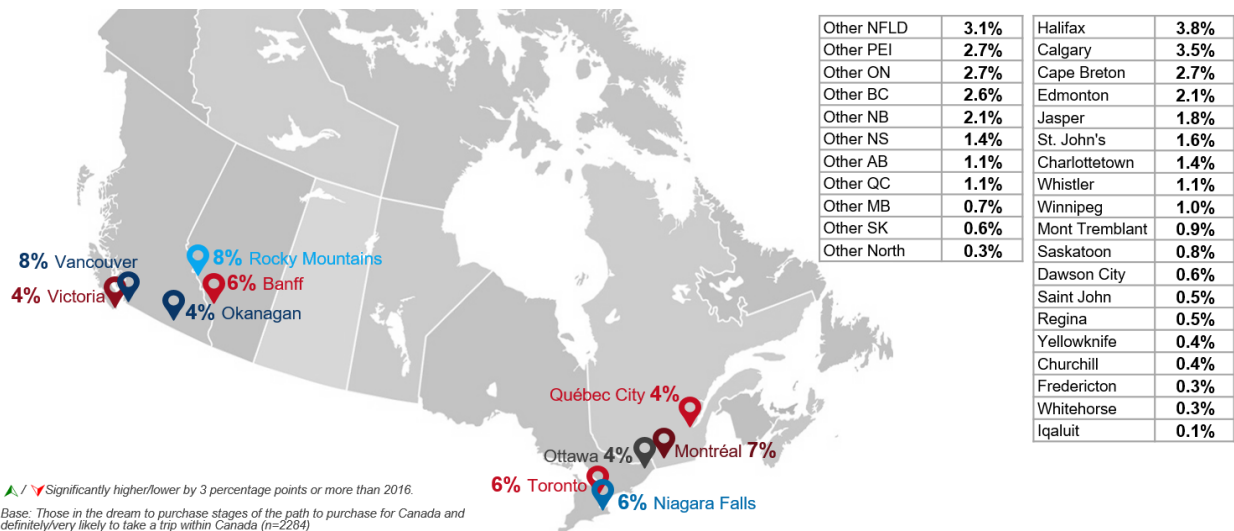 8% Vancouver
4% Victoria
8% Rocky Mountains
6% Banff
4% Okanagan
Québec City 4%
Ottawa 4%
Montréal 7%
6% Toronto
6% Niagara Falls
/ Significantly higher/lower by 3 percentage points or more than 2016.
Base: Those in the dream to purchase stages of the path to purchase for Canada and
definitely/very likely to take a trip within Canada (n=2284)
Other NFLD 3.1%
Other PEI 2.7%
Other ON 2.7%
Other BC 2.6%
Other NB 2.1%
Other NS 1.4%
Other AB 1.1%
Other QC 1.1%
Other MB 0.7%
Other SK 0.6%
Other North 0.3%
Halifax 3.8%
Calgary 3.5%
Cape Breton 2.7%
Edmonton 2.1%
Jasper 1.8%
St. John's 1.6%
Charlottetown 1.4%
Whistler 1.1%
Winnipeg 1.0%
Mont Tremblant 0.9%
Saskatoon 0.8%
Dawson City 0.6%
Saint John 0.5%
Regina 0.5%
Yellowknife 0.4%
Churchill 0.4%
Fredericton 0.3%
Whitehorse 0.3%
Iqaluit 0.1%